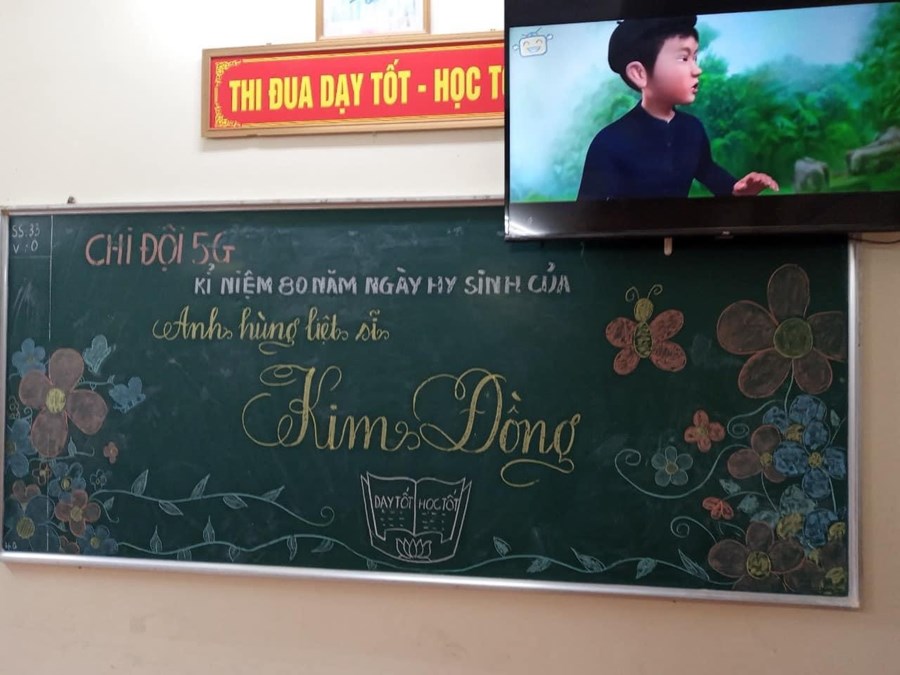 THI ĐUA DẠY TỐT - HỌC T
SS: 33
V : 0
CHI ĐỘI 5G
KỈ NIỆM 80 NĂM NGÀY HY SINH CỦA
Anh hùng liệt sĩ
Kim Đồng
DẠY TỐT HỌC TỐT